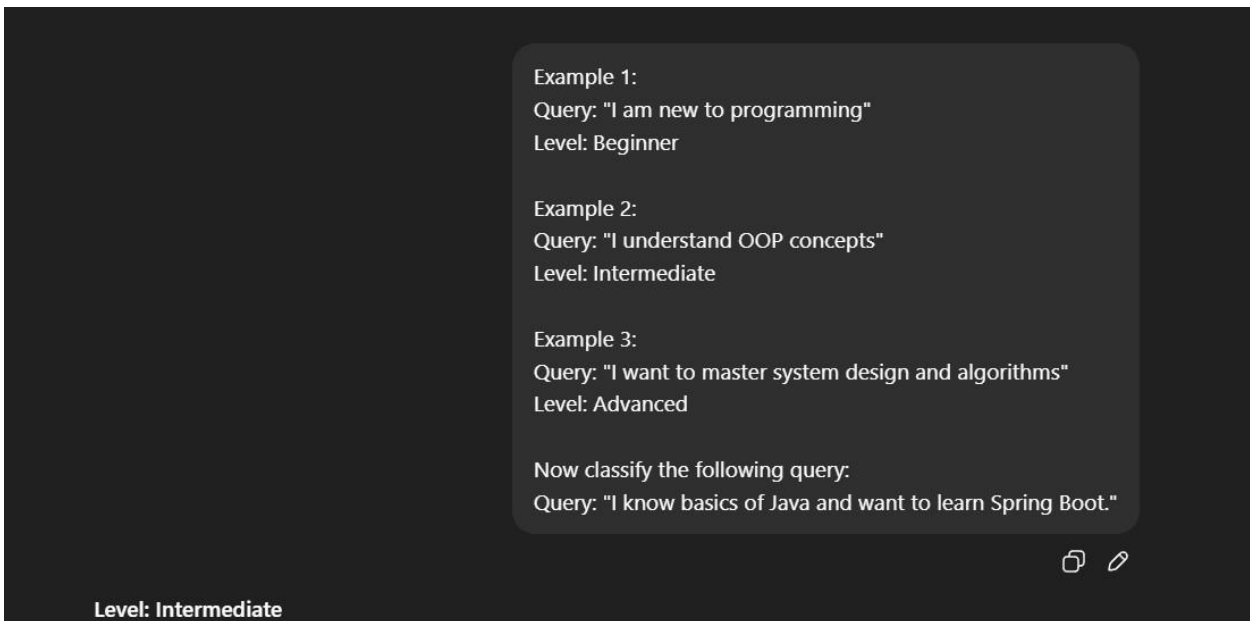 Example 1:
Query: "I am new to programming"
Level: Beginner
Example 2:
Query: "I understand OOP concepts"
Level: Intermediate
Example 3:
Query: "I want to master system design and algorithms"
Level: Advanced
Now classify the following query:
Query: "I know basics of Java and want to learn Spring Boot."
Level: Intermediate